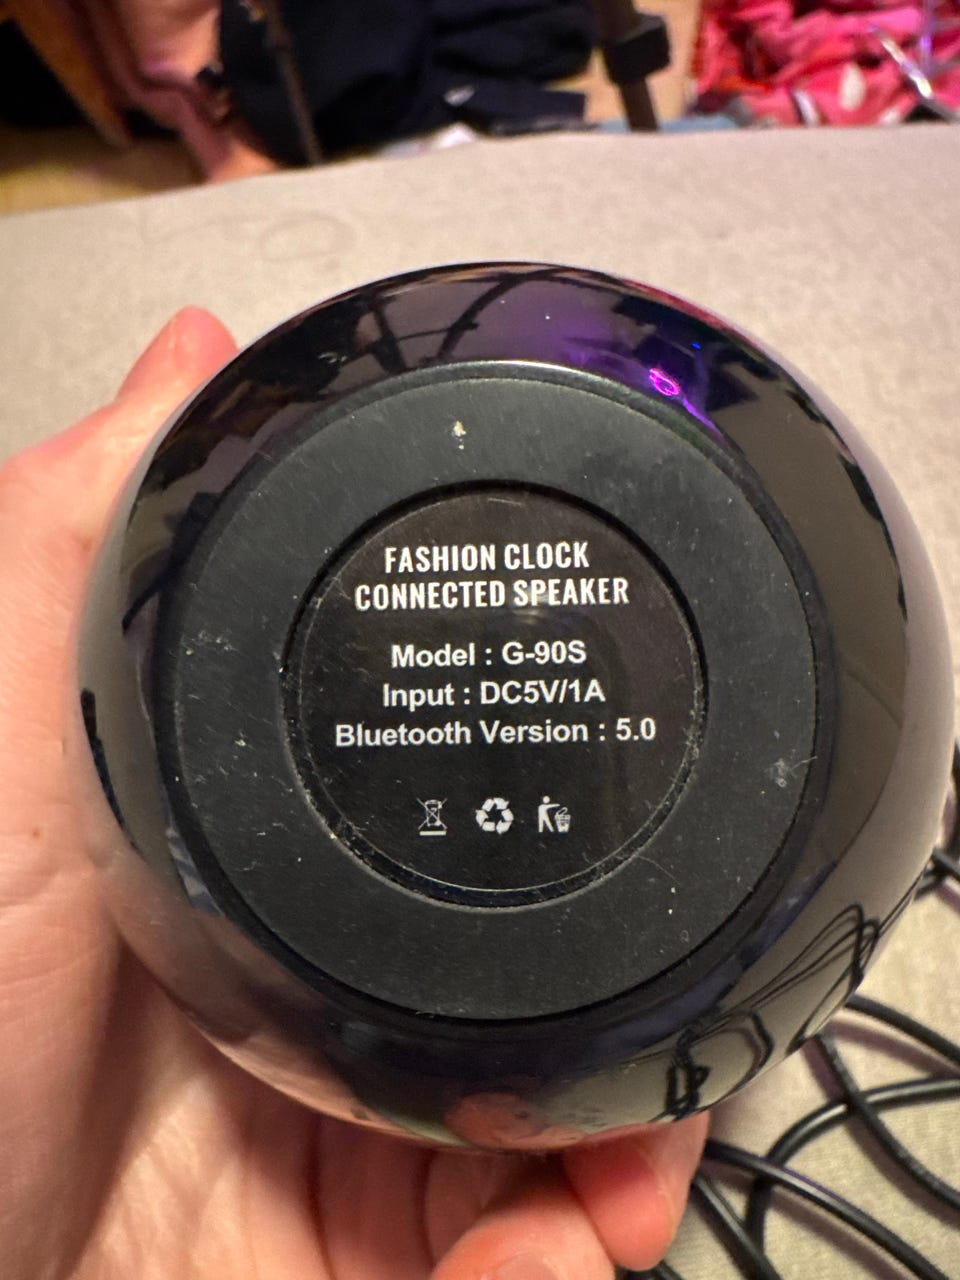 FASHION CLOCK
CONNECTED SPEAKER
Model : G-90S
Input : DC5V/1A
Bluetooth Version : 5.0